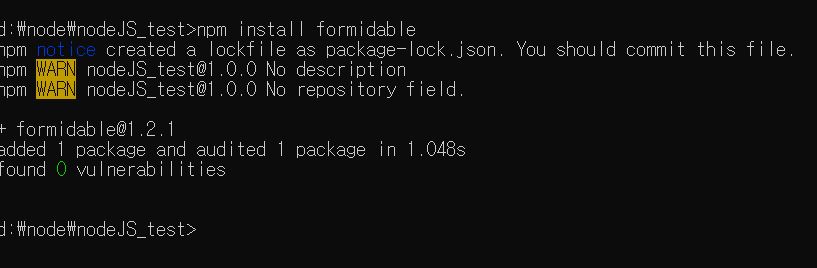 d:₩node₩nodeJS_test>npm install formidable
npm notice created a lockfile as package-lock.json. You should commit this file.
npm WARN nodeJS_test@1.0.0 No description
npm WARN nodeJS_test@1.0.0 No repository field.
+ formidable@1.2.1
added 1 package and audited 1 package in 1.048s
found 0 vulnerabilities
d:₩node₩nodeJS_test>